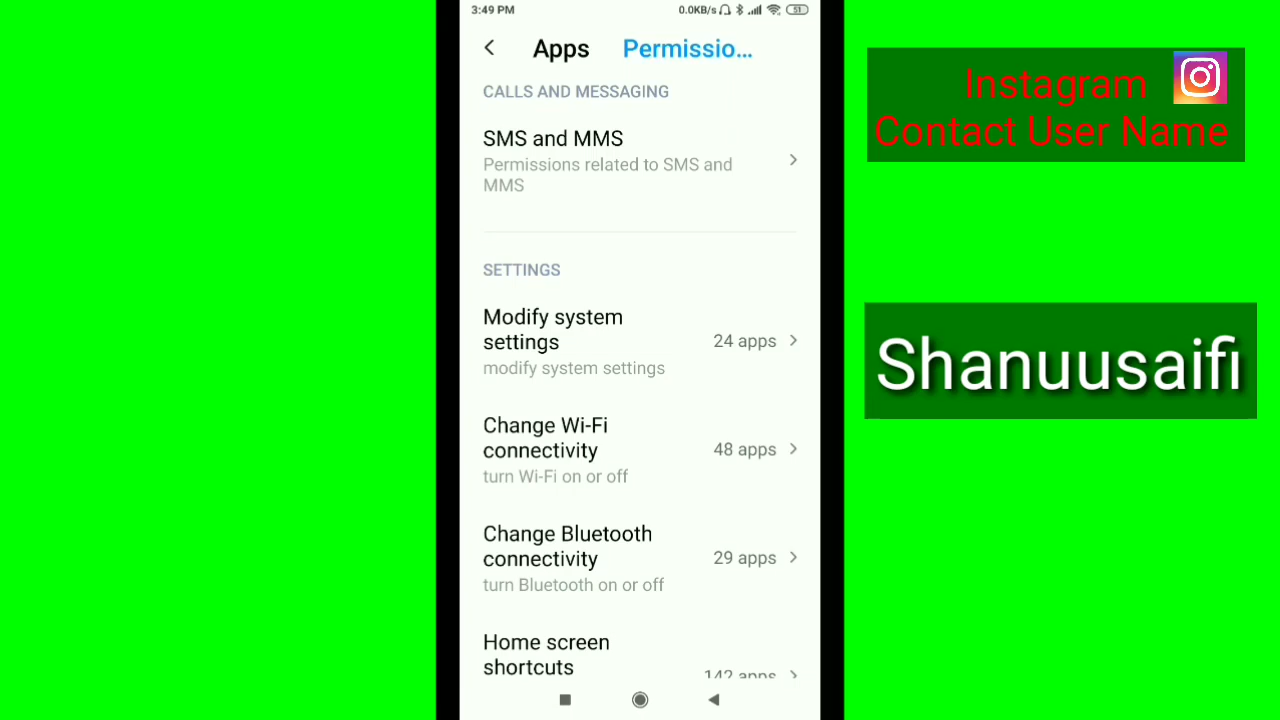 3:49 PM
0.0KB/s
51
Apps
Permissio...
CALLS AND MESSAGING
SMS and MMS
Permissions related to SMS and
MMS
SETTINGS
Modify system
settings
24 apps
modify system settings
Change Wi-Fi
connectivity
48 apps
turn Wi-Fi on or off
Change Bluetooth
connectivity
29 apps
turn Bluetooth on or off
Home screen
shortcuts
142 apps
Instagram
Contact User Name
Shanuusaifi